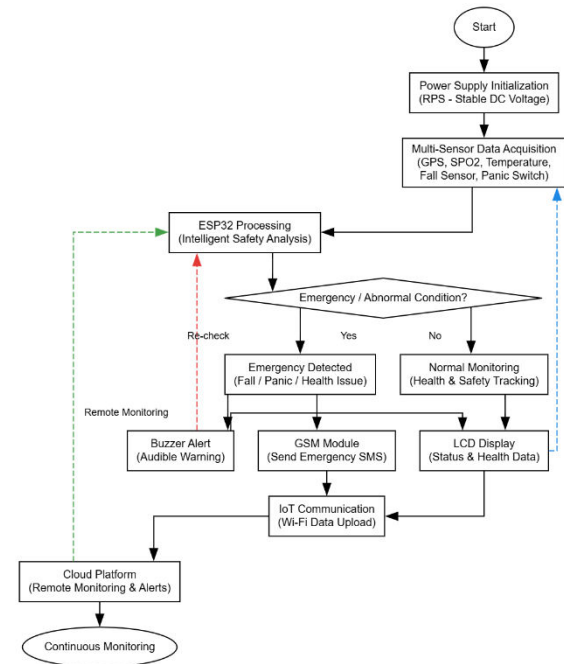 Start
Power Supply Initialization
(RPS - Stable DC Voltage)
Multi-Sensor Data Acquisition
(GPS, SPO2, Temperature,
Fall Sensor, Panic Switch)
ESP32 Processing
(Intelligent Safety Analysis)
Emergency / Abnormal Condition?
Re-check
Yes
No
Emergency Detected
(Fall / Panic / Health Issue)
Normal Monitoring
(Health & Safety Tracking)
Remote Monitoring
Buzzer Alert
(Audible Warning)
GSM Module
(Send Emergency SMS)
LCD Display
(Status & Health Data)
IoT Communication
(Wi-Fi Data Upload)
Cloud Platform
(Remote Monitoring & Alerts)
Continuous Monitoring